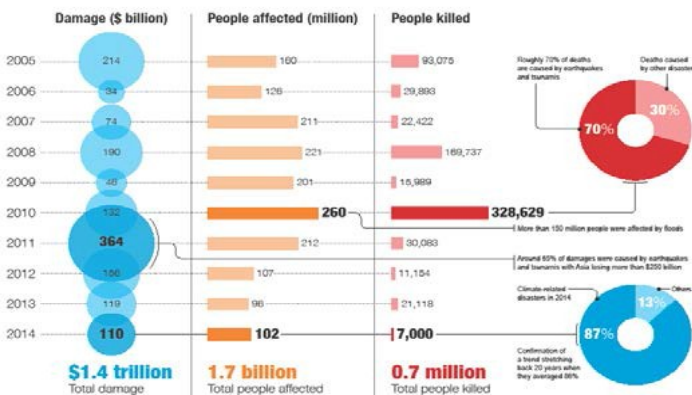 Damage ($ billion)
People affected (million)
People killed
2005
214
160
93,075
2006
34
126
29,893
2007
74
211
22,422
2008
190
221
2009
46
201
15,989
2010
132
260
328,629
2011
364
212
30,083
2012
156
107
11,154
2013
119
96
21,118
2014
110
102
7,000
$1.4 trillion
Total damage
1.7 billion
Total people affected
0.7 million
Total people killed
Roughly 70% of deaths
are caused by earthquakes
and tsunamis
Deaths caused
by other disaster
70%
30%
More than 150 million people were affected by floods
Around 65% of damages were caused by earthquakes
and tsunamis with Asia losing more than $250 billion
Climate-related
disasters in 2014
Others
13%
87%
Confirmation of
a trend stretching
back 20 years when
they averaged 86%